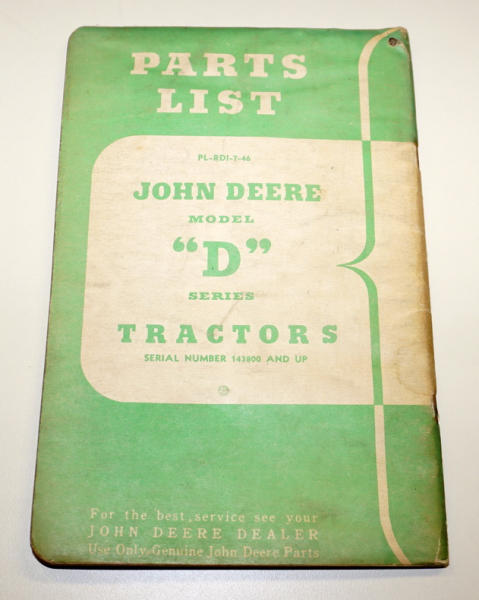 PARTS
LIST
PL-RDI-7-46
JOHN DEERE
MODEL
"D"
SERIES
TRACTORS
SERIAL NUMBER 143800 AND UP
For the best service see your
JOHN DEERE DEALER
Use Only Genuine John Deere Parts